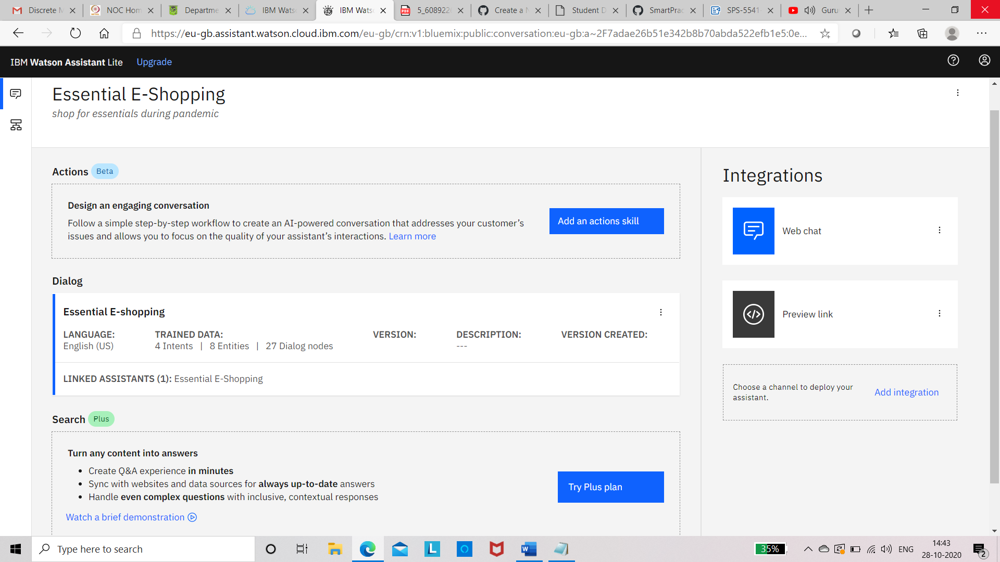 Discrete M
NOC Hom
Departme
IBM Wats
IBM Wats
5_608922
Create a N
Student D
SmartPrac
SPS-5541-
Guru
https://eu-gb.assistant.watson.cloud.ibm.com/eu-gb/crn:v1:bluemix:public:conversation:eu-gb:a~2F7adae26b51e342b8b70abda522efb1e5:0e...
IBM Watson Assistant Lite
Upgrade
Essential E-Shopping
shop for essentials during pandemic
Actions Beta
Design an engaging conversation
Follow a simple step-by-step workflow to create an AI-powered conversation that addresses your customer's
issues and allows you to focus on the quality of your assistant's interactions. Learn more
Add an actions skill
Dialog
Essential E-shopping
LANGUAGE: TRAINED DATA: VERSION: DESCRIPTION: VERSION CREATED:
English (US) 4 Intents | 8 Entities | 27 Dialog nodes ---
LINKED ASSISTANTS (1): Essential E-Shopping
Search Plus
Turn any content into answers
• Create Q&A experience in minutes
• Sync with websites and data sources for always up-to-date answers
• Handle even complex questions with inclusive, contextual responses
Try Plus plan
Watch a brief demonstration
Integrations
Web chat
Preview link
Choose a channel to deploy your
assistant.
Add integration
Type here to search
L
W
35%
ENG
14:43
28-10-2020
2